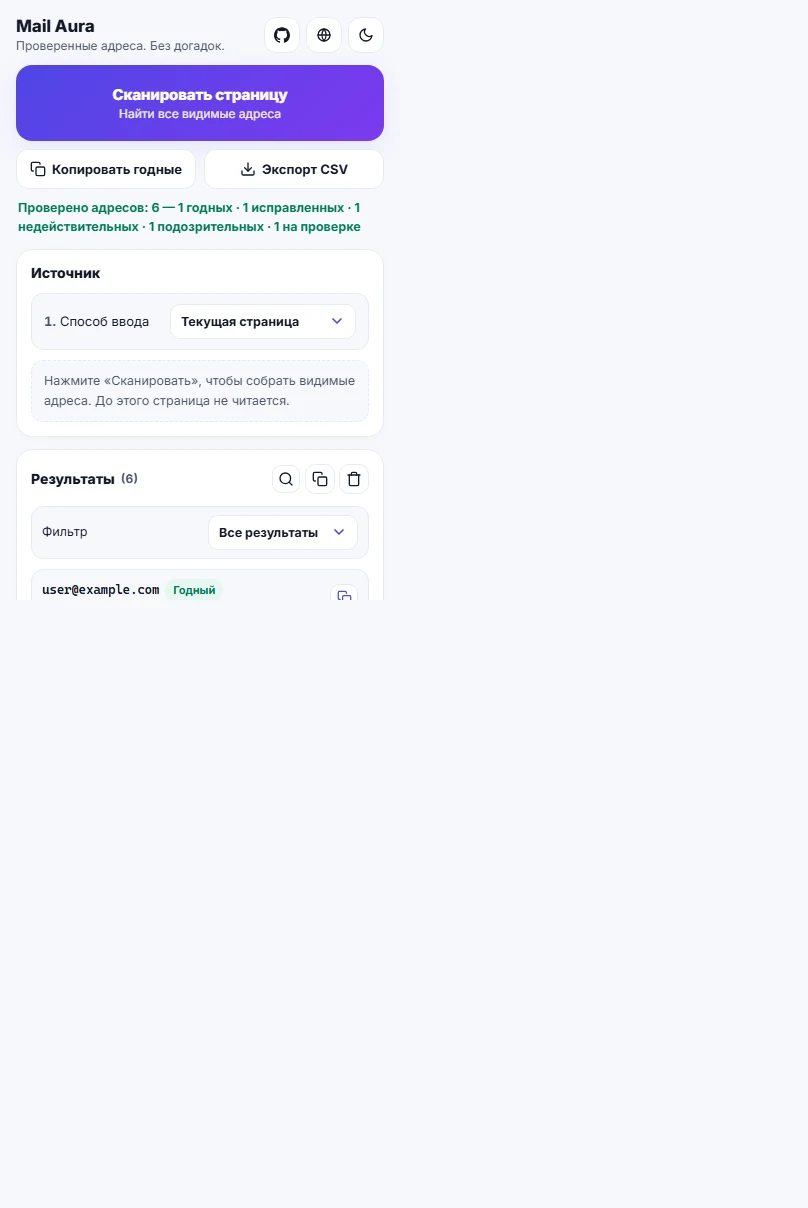 Mail Aura
Проверенные адреса. Без догадок.
Сканировать страницу
Найти все видимые адреса
Копировать годные
Экспорт CSV
Проверено адресов: 6 — 1 годных · 1 исправленных · 1
недействительных · 1 подозрительных · 1 на проверке
Источник
1. Способ ввода
Текущая страница
Нажмите «Сканировать», чтобы собрать видимые
адреса. До этого страница не читается.
Результаты (6)
Фильтр
Все результаты
user@example.com Годный